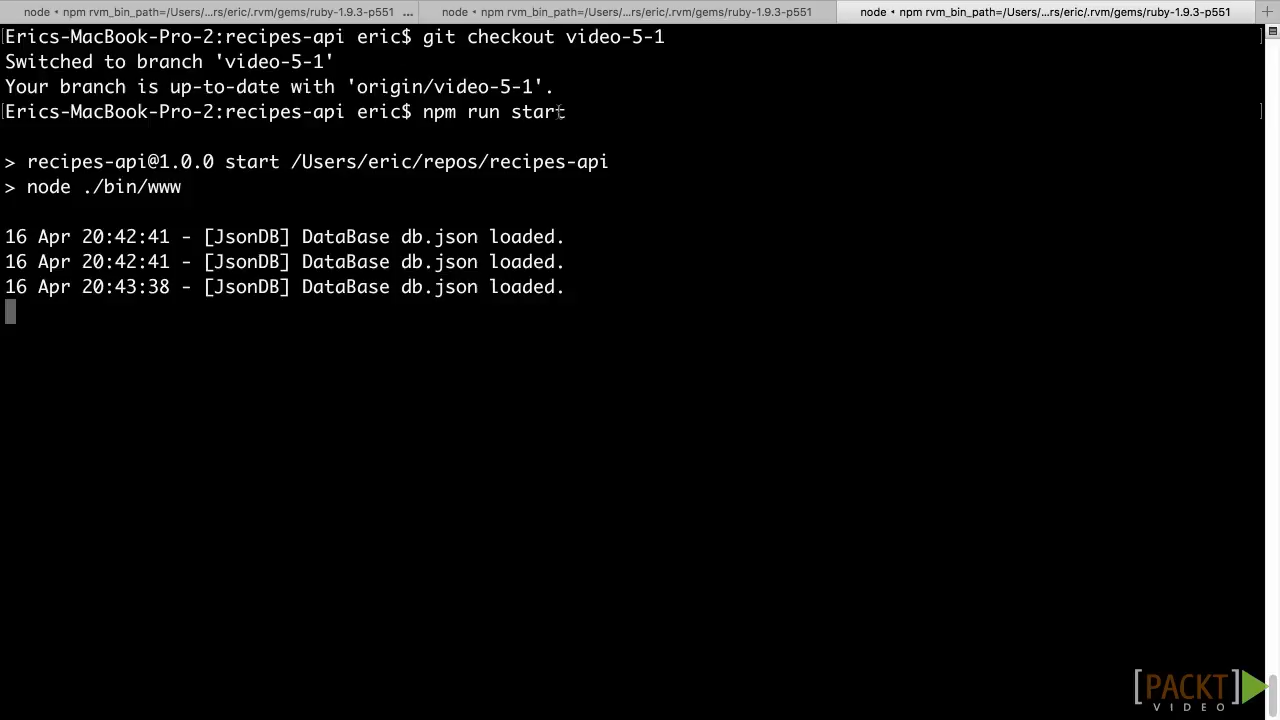 node • npm rvm_bin_path=/Users/...rs/eric/.rvm/gems/ruby-1.9.3-p551 ...
node • npm rvm_bin_path=/Users/...rs/eric/.rvm/gems/ruby-1.9.3-p551
node • npm rvm_bin_path=/Users/...rs/eric/.rvm/gems/ruby-1.9.3-p551
Erics-MacBook-Pro-2:recipes-api eric$ git checkout video-5-1
Switched to branch 'video-5-1'
Your branch is up-to-date with 'origin/video-5-1'.
Erics-MacBook-Pro-2:recipes-api eric$ npm run start
> recipes-api@1.0.0 start /Users/eric/repos/recipes-api
> node ./bin/www
16 Apr 20:42:41 - [JsonDB] DataBase db.json loaded.
16 Apr 20:42:41 - [JsonDB] DataBase db.json loaded.
16 Apr 20:43:38 - [JsonDB] DataBase db.json loaded.
[PACKT]
VIDEO